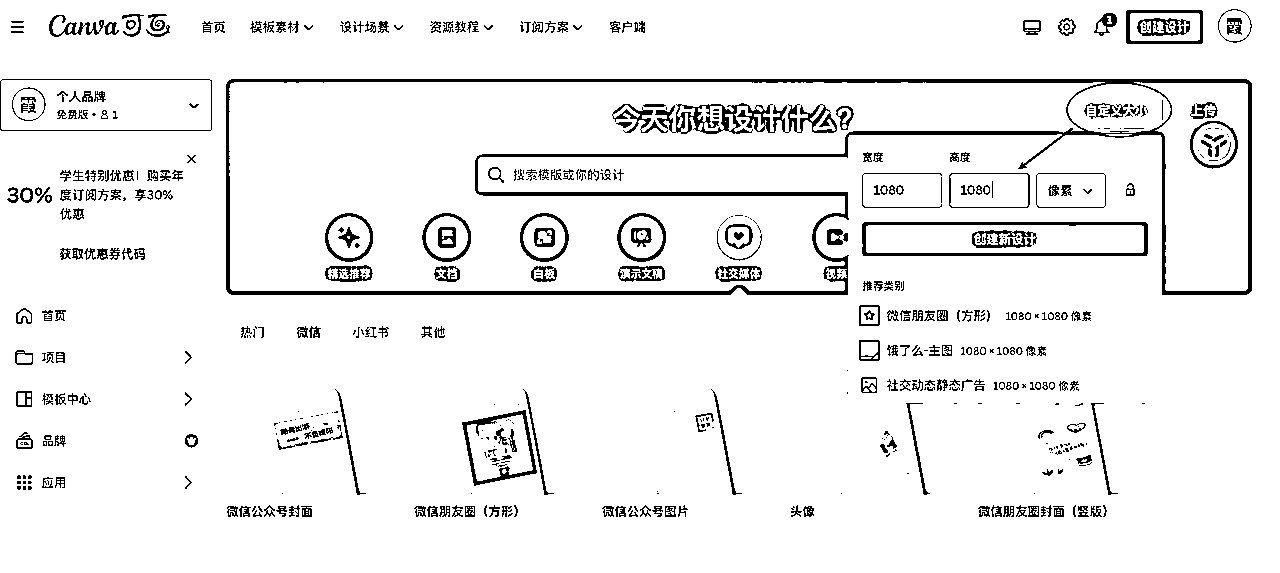 Canva可画 首页 模板素材 设计场景 资源教程 订阅方案 客户端 1 创建设计 霞
霞 个人品牌
免费版 • 1
学生特别优惠！购买年
30% 度订阅方案，享30%
优惠
获取优惠券代码
首页
项目
模板中心
品牌
应用
今天你想设计什么？
自定义大小
上传
搜索模版或你的设计
精选推荐 文档 白板 演示文稿 社交媒体 视频
宽度 高度
1080 1080 像素
创建新设计
推荐类别
微信朋友圈（方形） 1080×1080 像素
饿了么-主图 1080×1080 像素
社交动态静态广告 1080×1080 像素
热门 微信 小红书 其他
微信公众号封面 微信朋友圈（方形） 微信公众号图片 头像 微信朋友圈封面（竖版）